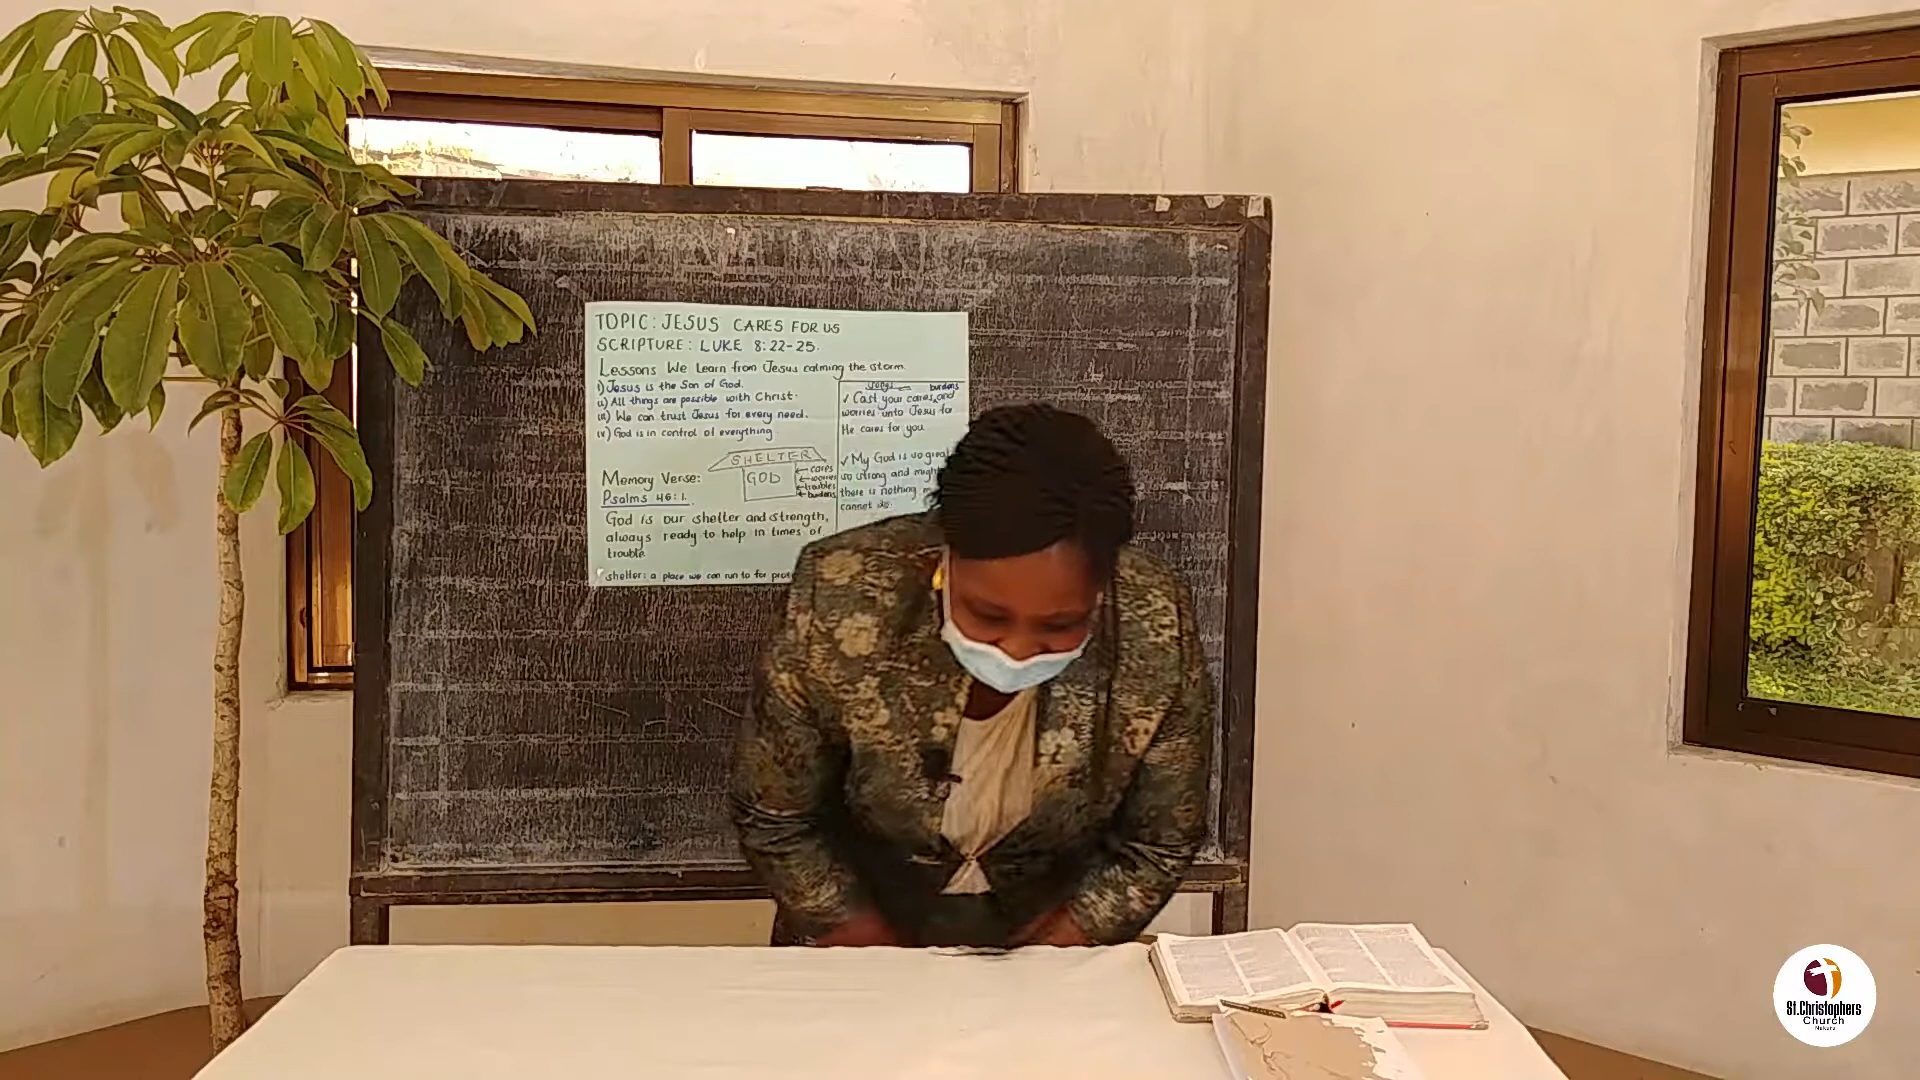 TOPIC: JESUS CARES FOR US
SCRIPTURE: LUKE 8:22-25.
Lessons We Learn from Jesus calming the storm.
i) Jesus is the Son of God.
ii) All things are possible with Christ.
iii) We can trust Jesus for every need.
iv) God is in control of everything
Memory Verse:
Psalms 46:1.
SHELTER
GOD
cares
worries
troubles
burdens
God is our shelter and strength,
always ready to help in times of
trouble
shelter: a place we can run to for
Songs
burdens
✓ Cast your cares, and
worries unto Jesus for
He cares for you.
✓ My God is so great
so strong and
there is nothing
cannot do.
St.Christophers
Church
Nakuru